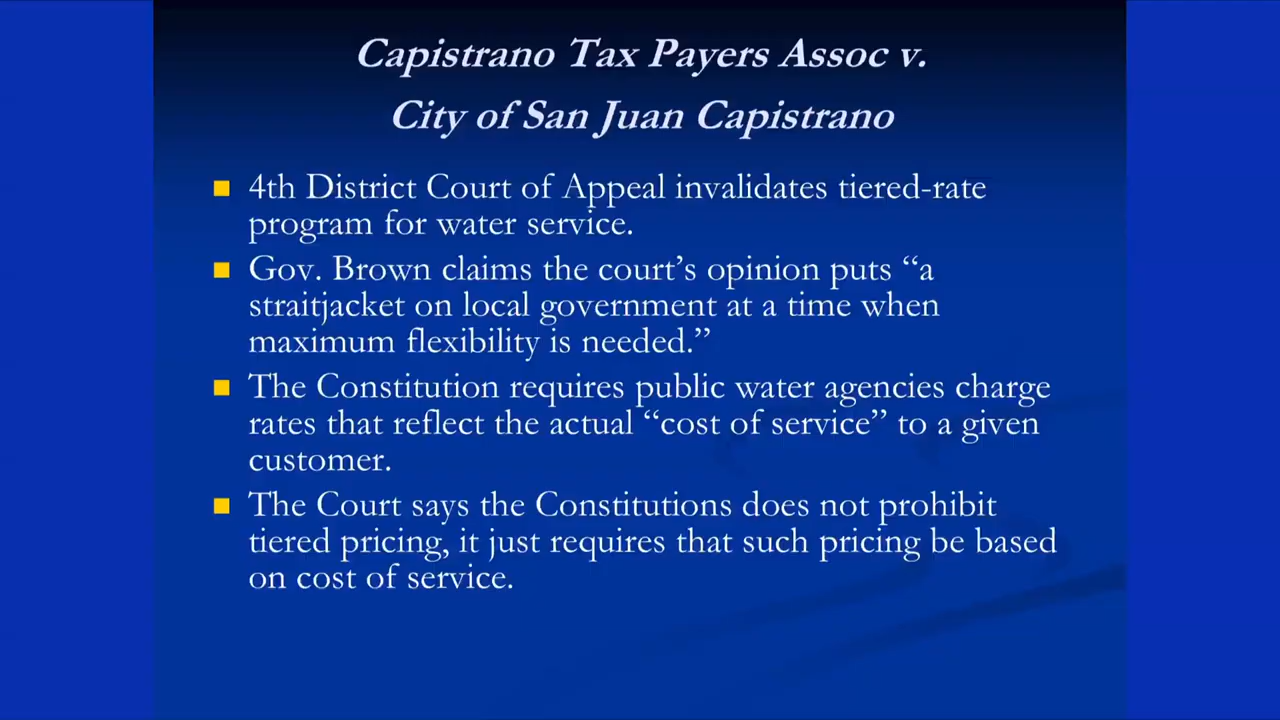 Capistrano Tax Payers Assoc v.
City of San Juan Capistrano
4th District Court of Appeal invalidates tiered-rate
program for water service.
Gov. Brown claims the court’s opinion puts “a
straitjacket on local government at a time when
maximum flexibility is needed.”
The Constitution requires public water agencies charge
rates that reflect the actual “cost of service” to a given
customer.
The Court says the Constitutions does not prohibit
tiered pricing, it just requires that such pricing be based
on cost of service.